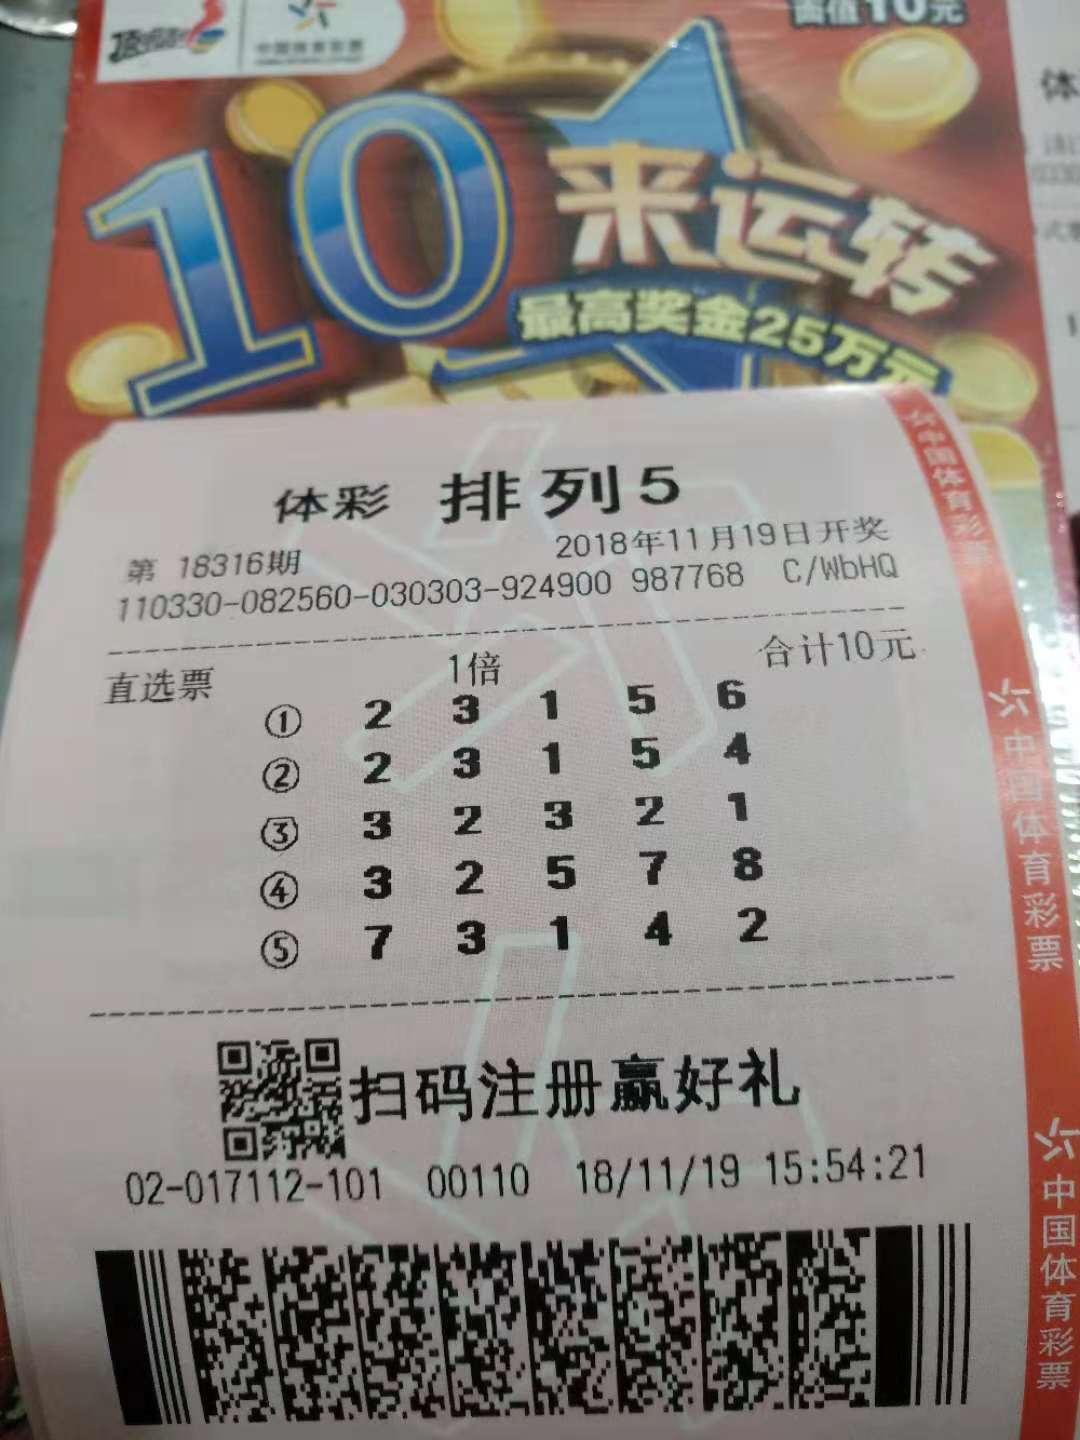 顶呱刮
中国体育彩票
面值10元
10来运转
最高奖金25万元
体
体彩 排列5
第 18316期 2018年11月19日开奖
110330-082560-030303-924900 987768 C/WbHQ
直选票 1倍 合计10元
① 2 3 1 5 6
② 2 3 1 5 4
③ 3 2 3 2 1
④ 3 2 5 7 8
⑤ 7 3 1 4 2
扫码注册赢好礼
02-017112-101 00110 18/11/19 15:54:21
中国体育彩票
中国体育彩票
中国体育彩票